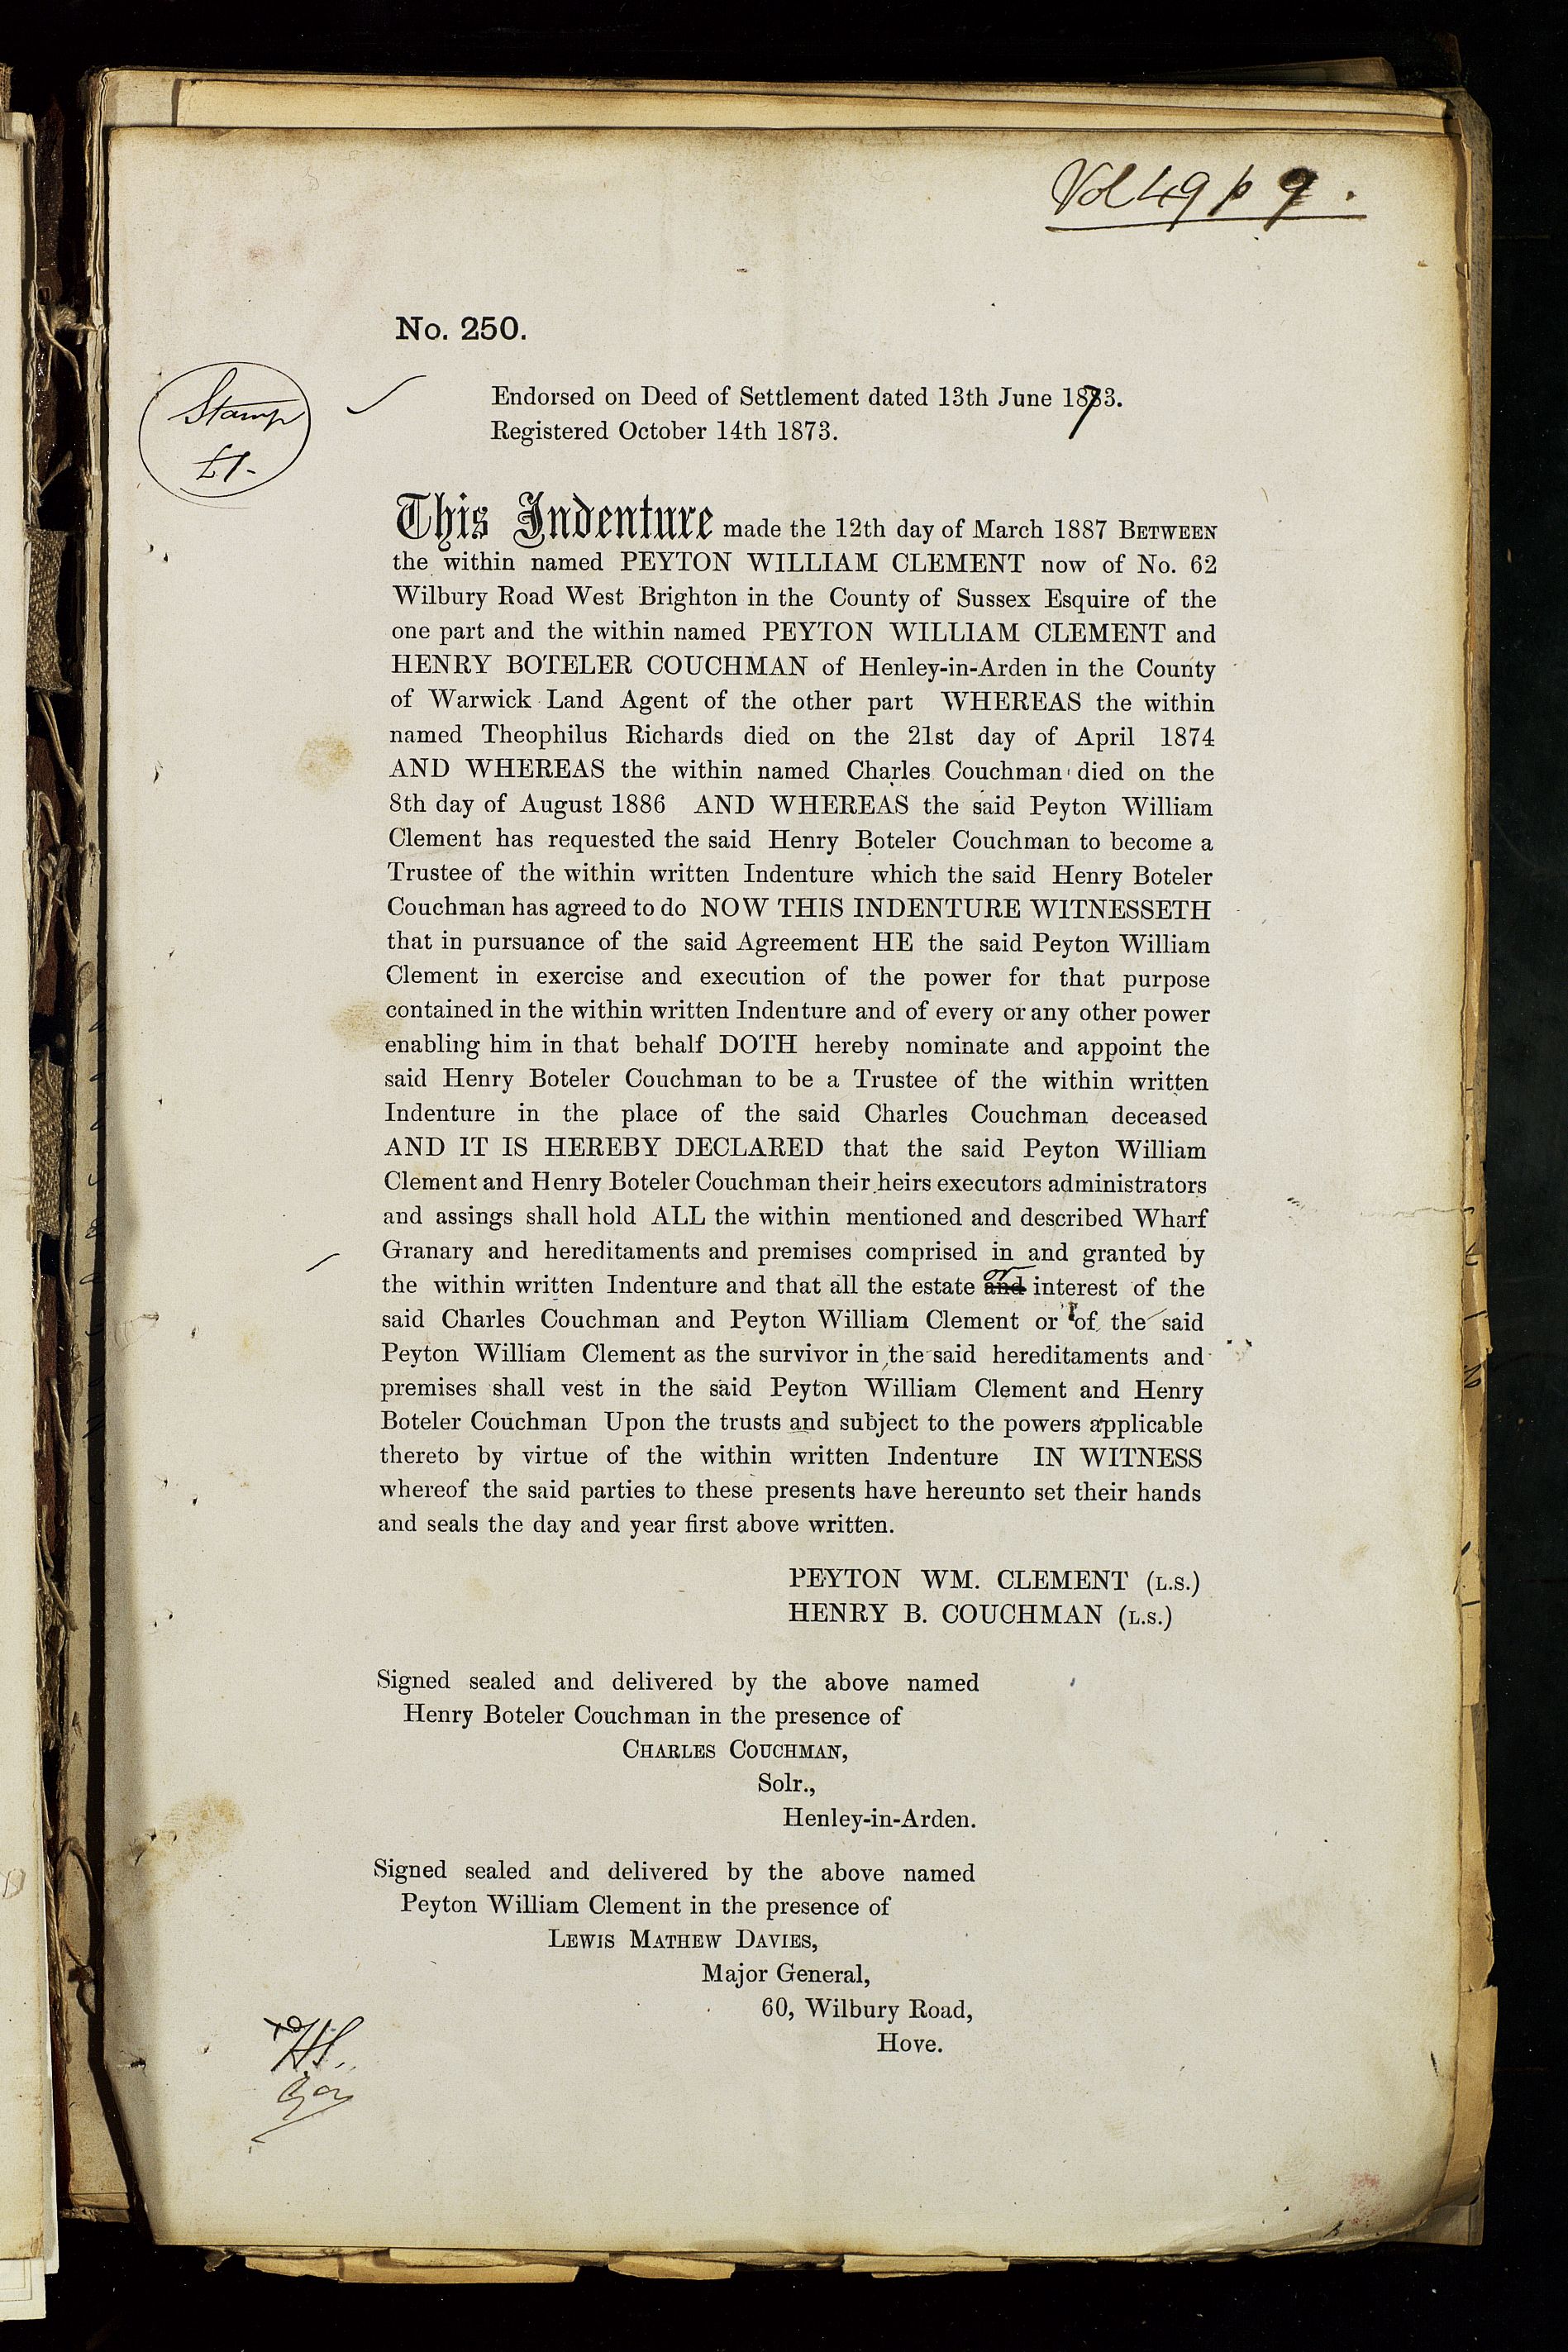 Vol 49 p 9.
No. 250.
Stamp
£1-
Endorsed on Deed of Settlement dated 13th June 1873.
Registered October 14th 1873.
This Indenture made the 12th day of March 1887 BETWEEN
the within named PEYTON WILLIAM CLEMENT now of No. 62
Wilbury Road West Brighton in the County of Sussex Esquire of the
one part and the within named PEYTON WILLIAM CLEMENT and
HENRY BOTELER COUCHMAN of Henley-in-Arden in the County
of Warwick Land Agent of the other part WHEREAS the within
named Theophilus Richards died on the 21st day of April 1874
AND WHEREAS the within named Charles Couchman died on the
8th day of August 1886 AND WHEREAS the said Peyton William
Clement has requested the said Henry Boteler Couchman to become a
Trustee of the within written Indenture which the said Henry Boteler
Couchman has agreed to do NOW THIS INDENTURE WITNESSETH
that in pursuance of the said Agreement HE the said Peyton William
Clement in exercise and execution of the power for that purpose
contained in the within written Indenture and of every or any other power
enabling him in that behalf DOTH hereby nominate and appoint the
said Henry Boteler Couchman to be a Trustee of the within written
Indenture in the place of the said Charles Couchman deceased
AND IT IS HEREBY DECLARED that the said Peyton William
Clement and Henry Boteler Couchman their heirs executors administrators
and assings shall hold ALL the within mentioned and described Wharf
Granary and hereditaments and premises comprised in and granted by
the within written Indenture and that all the estate and or interest of the
said Charles Couchman and Peyton William Clement or of the said
Peyton William Clement as the survivor in the said hereditaments and
premises shall vest in the said Peyton William Clement and Henry
Boteler Couchman Upon the trusts and subject to the powers applicable
thereto by virtue of the within written Indenture IN WITNESS
whereof the said parties to these presents have hereunto set their hands
and seals the day and year first above written.
PEYTON WM. CLEMENT (L.S.)
HENRY B. COUCHMAN (L.S.)
Signed sealed and delivered by the above named
Henry Boteler Couchman in the presence of
CHARLES COUCHMAN,
Solr.,
Henley-in-Arden.
Signed sealed and delivered by the above named
Peyton William Clement in the presence of
LEWIS MATHEW DAVIES,
Major General,
60, Wilbury Road,
Hove.